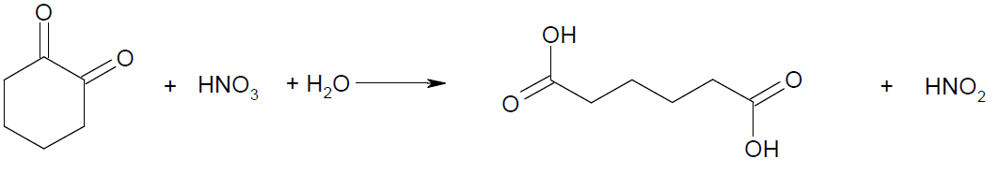 O
O
+ HNO3 + H2O
OH
O
O
OH
+ HNO2